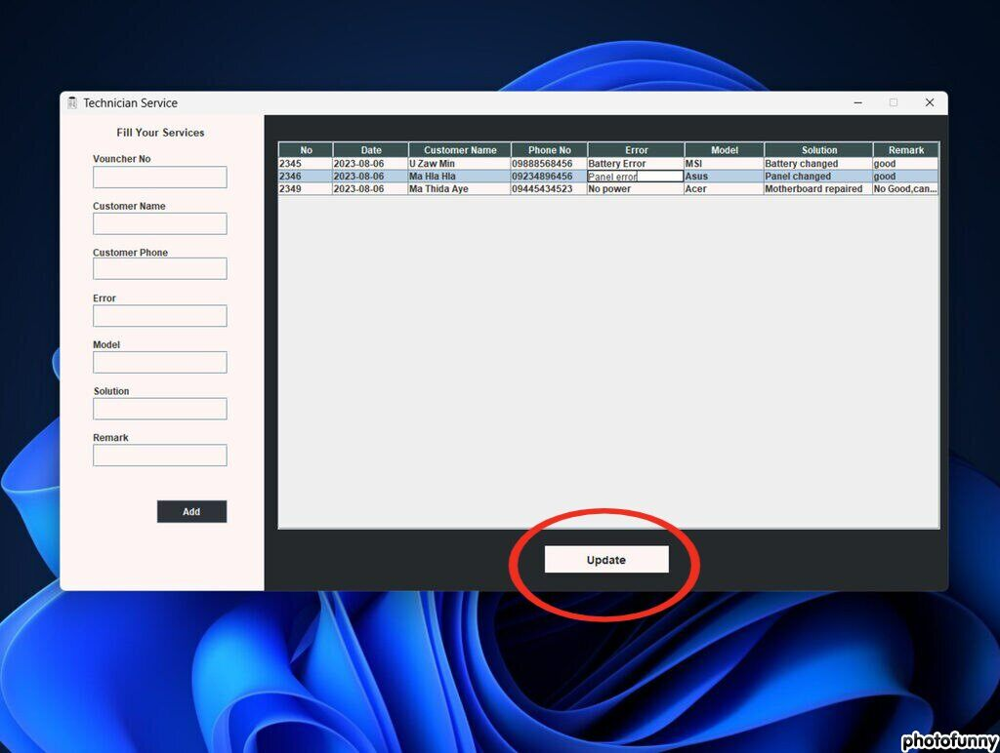 Technician Service
Fill Your Services
Vouncher No
Customer Name
Customer Phone
Error
Model
Solution
Remark
Add
No Date Customer Name Phone No Error Model Solution Remark
2345 2023-08-06 U Zaw Min 09888568456 Battery Error MSI Battery changed good
2346 2023-08-06 Ma Hla Hla 09234896456 Panel error Asus Panel changed good
2349 2023-08-06 Ma Thida Aye 09445434523 No power Acer Motherboard repaired No Good,can...
Update
photofunny